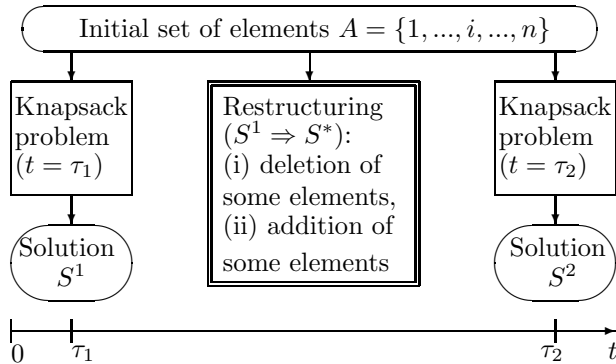 Initial set of elements A = {1, ..., i, ..., n}
Knapsack
problem
(t = τ₁)
Solution
S¹
Restructuring
(S¹ ⇒ S*):
(i) deletion of
some elements,
(ii) addition of
some elements
Knapsack
problem
(t = τ₂)
Solution
S²
0 τ₁ τ₂ t